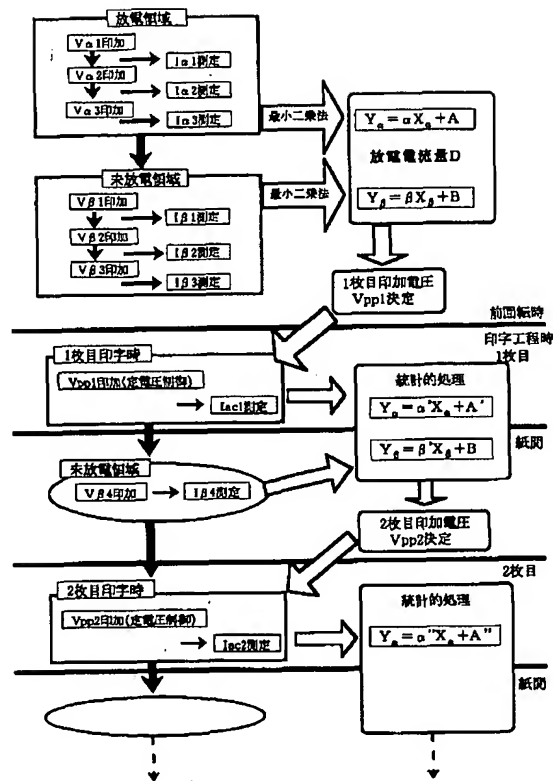 放電領域
Vα1印加
Iα1測定
Vα2印加
Iα2測定
Vα3印加
Iα3測定
最小二乗法
Yα=αXα+A
放電電流量D
Yβ=βXβ+B
未放電領域
Vβ1印加
Iβ1測定
Vβ2印加
Iβ2測定
Vβ3印加
Iβ3測定
最小二乗法
1枚目印加電圧
Vpp1決定
前回転時
印字工程時
1枚目
1枚目印字時
Vpp1印加(定電圧制御)
Iac1測定
統計的処理
Yα=α'Xα+A'
Yβ=β'Xβ+B
紙間
未放電領域
Vβ4印加
Iβ4測定
2枚目印加電圧
Vpp2決定
2枚目
2枚目印字時
Vpp2印加(定電圧制御)
Iac2測定
統計的処理
Yα=α"Xα+A"
紙間